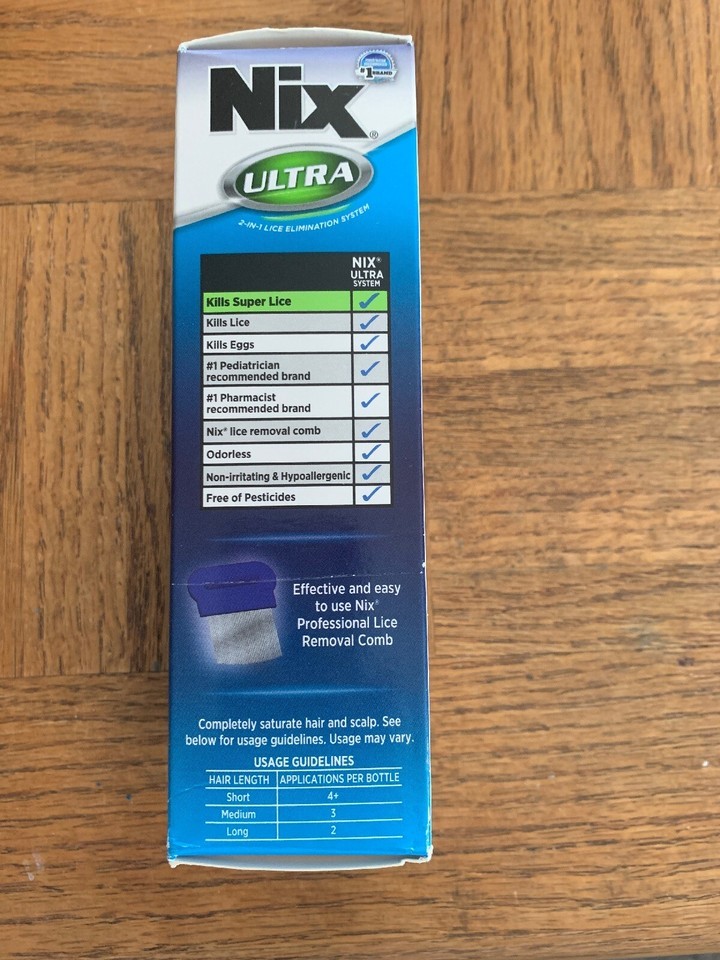 Nix®
#1 BRAND
ULTRA
2-IN-1 LICE ELIMINATION SYSTEM
NIX®
ULTRA
SYSTEM
Kills Super Lice ✓
Kills Lice ✓
Kills Eggs ✓
#1 Pediatrician
recommended brand ✓
#1 Pharmacist
recommended brand ✓
Nix® lice removal comb ✓
Odorless ✓
Non-irritating & Hypoallergenic ✓
Free of Pesticides ✓
Effective and easy
to use Nix®
Professional Lice
Removal Comb
Completely saturate hair and scalp. See
below for usage guidelines. Usage may vary.
USAGE GUIDELINES
HAIR LENGTH APPLICATIONS PER BOTTLE
Short 4+
Medium 3
Long 2